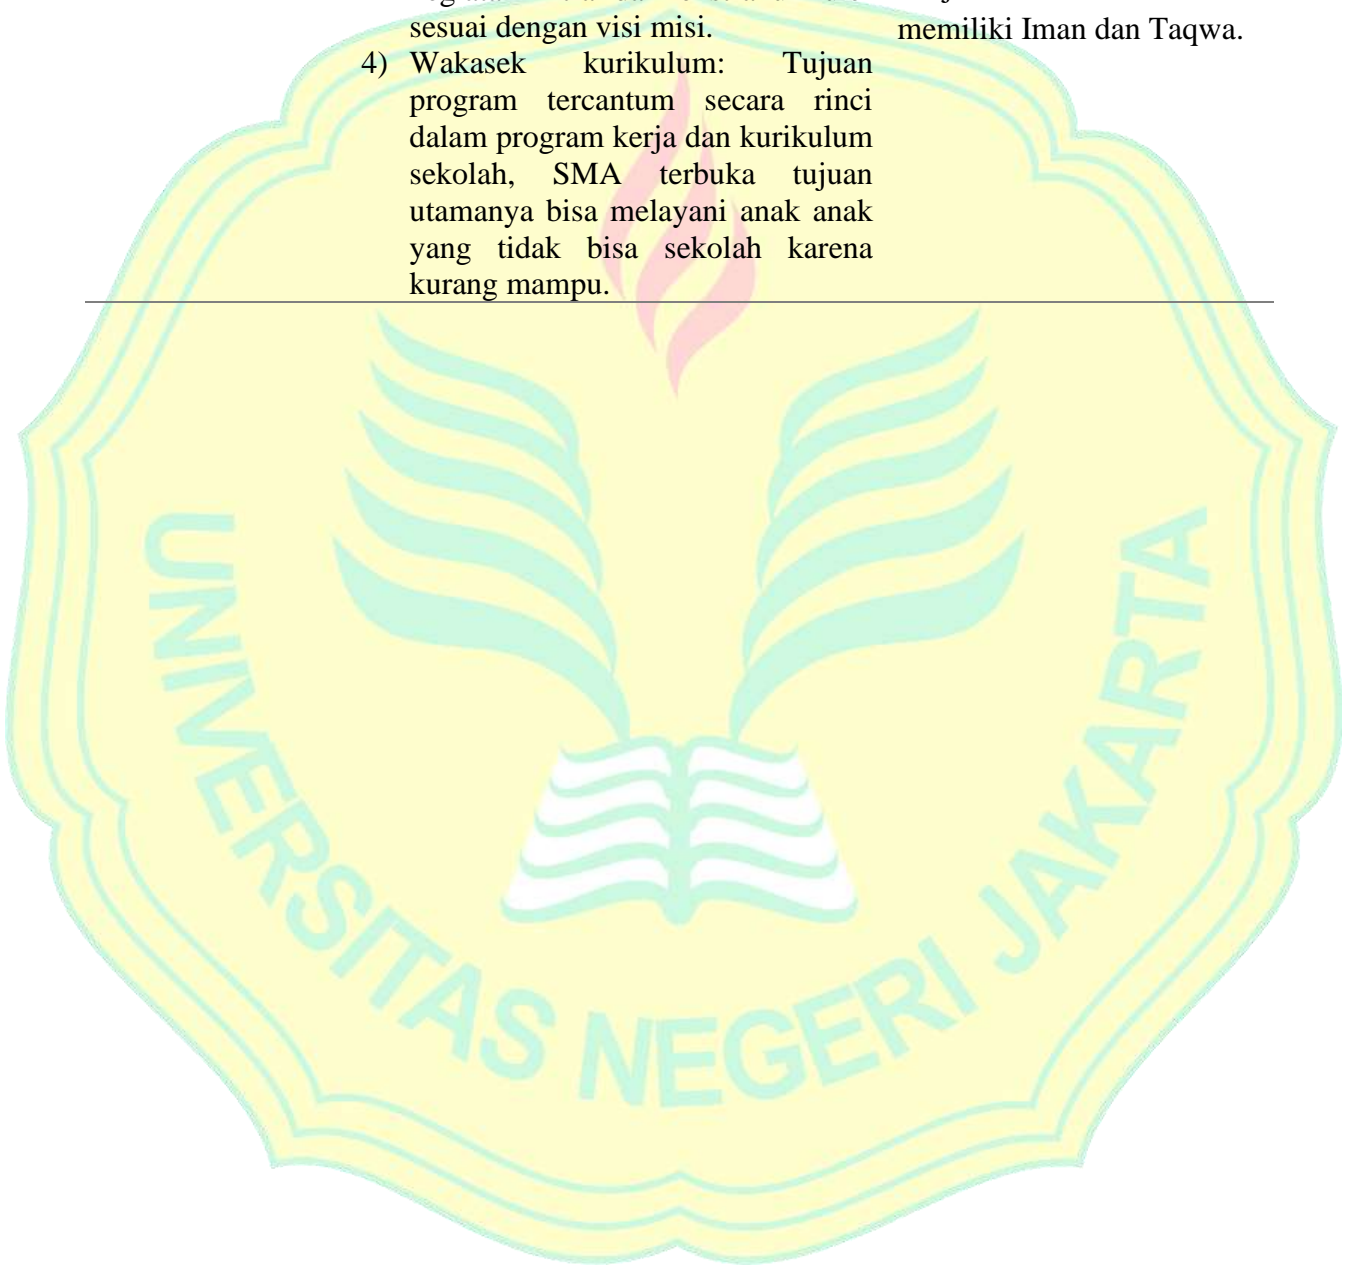 sesuai dengan visi misi.
4) Wakasek kurikulum: Tujuan
program tercantum secara rinci
dalam program kerja dan kurikulum
sekolah, SMA terbuka tujuan
utamanya bisa melayani anak anak
yang tidak bisa sekolah karena
kurang mampu.
memiliki Iman dan Taqwa.
UNIVERSITAS NEGERI JAKARTA